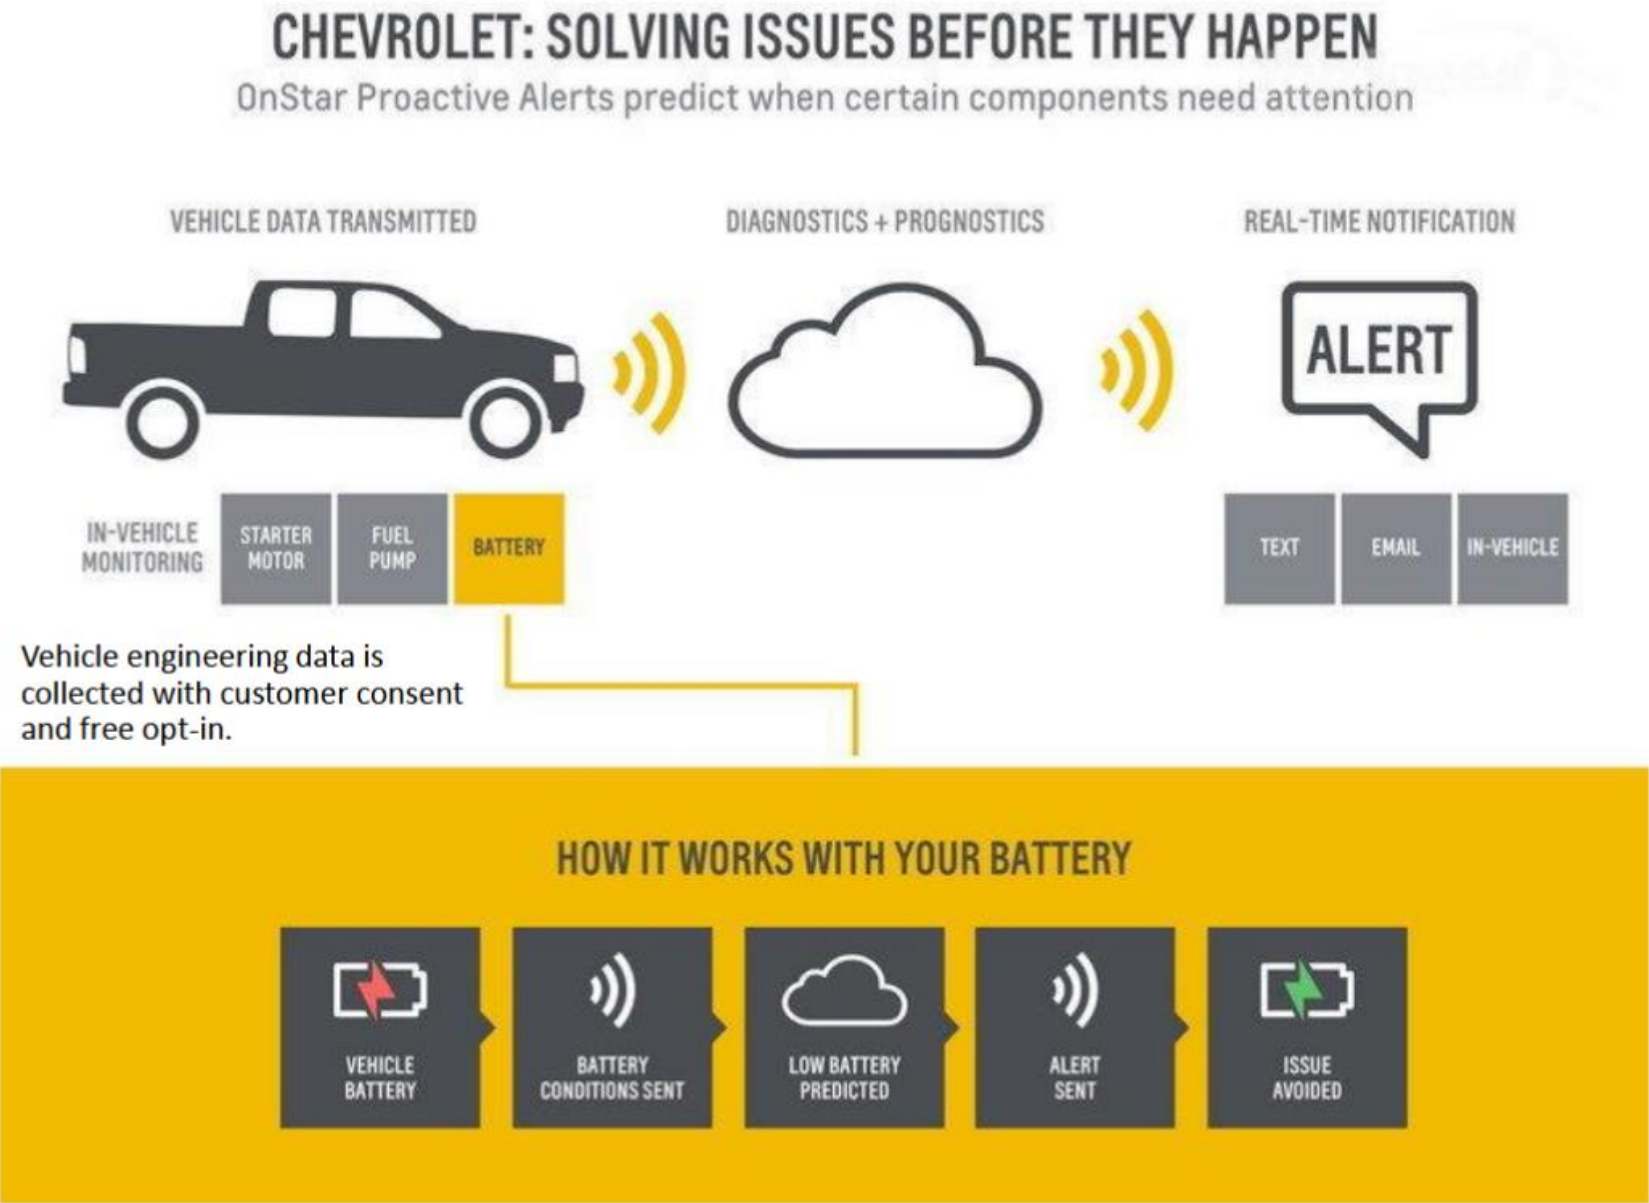 CHEVROLET: SOLVING ISSUES BEFORE THEY HAPPEN
OnStar Proactive Alerts predict when certain components need attention
VEHICLE DATA TRANSMITTED
DIAGNOSTICS + PROGNOSTICS
REAL-TIME NOTIFICATION
ALERT
IN-VEHICLE
MONITORING
STARTER
MOTOR
FUEL
PUMP
BATTERY
TEXT
EMAIL
IN-VEHICLE
Vehicle engineering data is
collected with customer consent
and free opt-in.
HOW IT WORKS WITH YOUR BATTERY
VEHICLE
BATTERY
BATTERY
CONDITIONS SENT
LOW BATTERY
PREDICTED
ALERT
SENT
ISSUE
AVOIDED